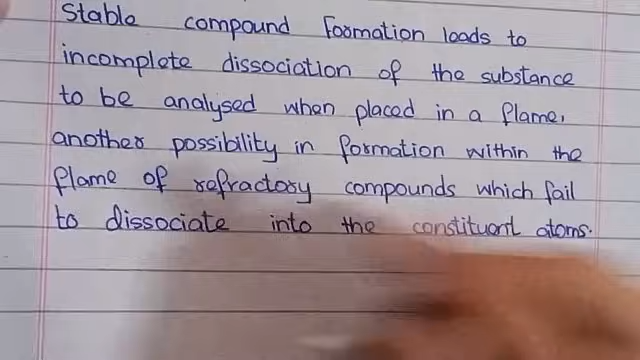 Stable compound Formation leads to
incomplete dissociation of the substance
to be analysed when placed in a flame,
another possibility in formation within the
flame of refractory compounds which fail
to dissociate into the constituent atoms.